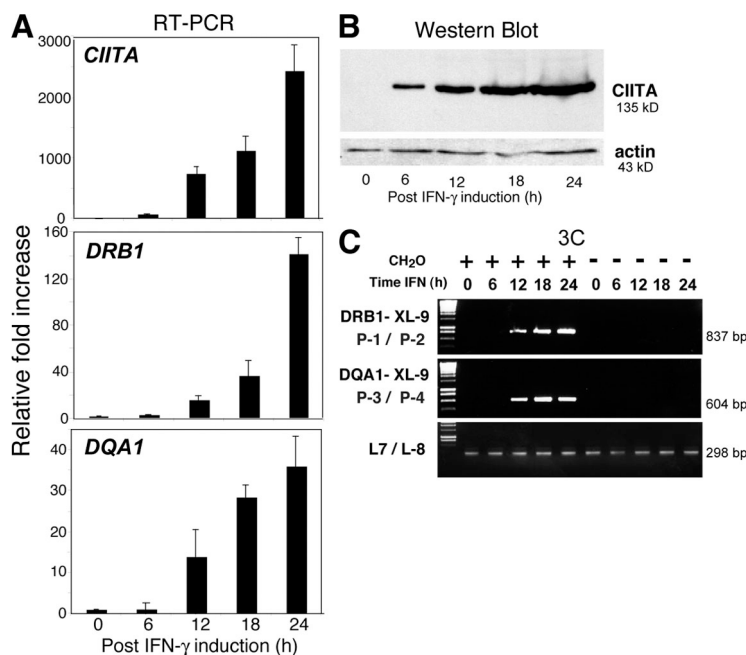 A
RT-PCR
CIITA
3000
2000
1000
0
DRB1
160
120
80
40
0
DQA1
40
30
20
10
0
Relative fold increase
0 6 12 18 24
Post IFN-γ induction (h)
B
Western Blot
CIITA
135 kD
actin
43 kD
0 6 12 18 24
Post IFN-γ induction (h)
C
3C
CH₂O + + + + + - - - - -
Time IFN (h) 0 6 12 18 24 0 6 12 18 24
DRB1- XL-9
P-1 / P-2
837 bp
DQA1- XL-9
P-3 / P-4
604 bp
L7 / L-8
298 bp